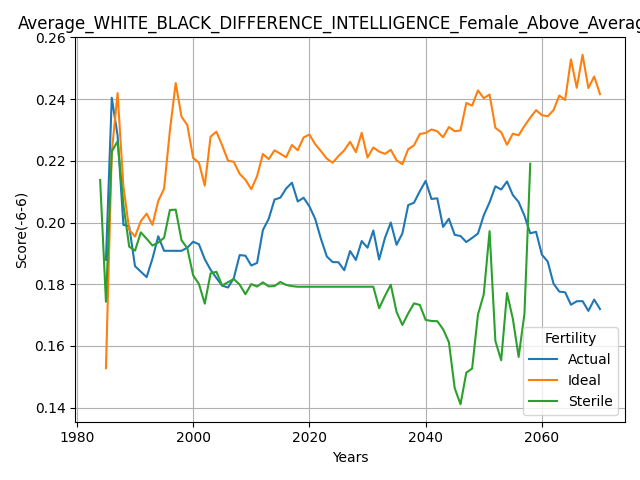 Average_WHITE_BLACK_DIFFERENCE_INTELLIGENCE_Female_Above_Averag
0.26
0.24
0.22
0.20
0.18
0.16
0.14
Score(-6-6)
1980
2000
2020
2040
2060
Years
Fertility
Actual
Ideal
Sterile